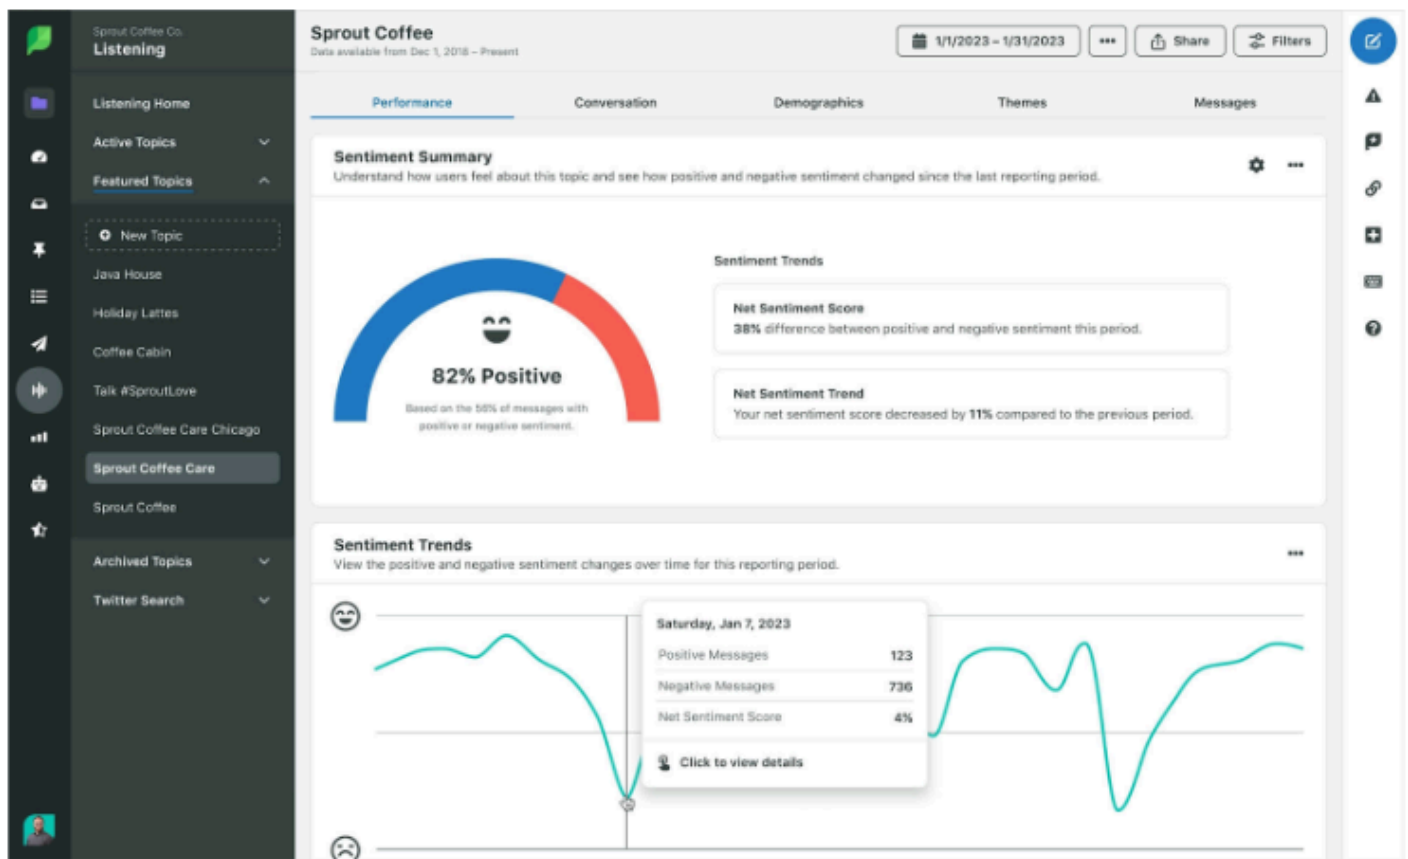 Sprout Coffee Co.
Listening
Listening Home
Active Topics
Featured Topics
New Topic
Java House
Holiday Lattes
Coffee Cabin
Talk #SproutLove
Sprout Coffee Care Chicago
Sprout Coffee Care
Sprout Coffee
Archived Topics
Twitter Search
Sprout Coffee
Data available from Dec 1, 2018 – Present
1/1/2023 – 1/31/2023
Share
Filters
Performance
Conversation
Demographics
Themes
Messages
Sentiment Summary
Understand how users feel about this topic and see how positive and negative sentiment changed since the last reporting period.
82% Positive
Based on the 56% of messages with
positive or negative sentiment.
Sentiment Trends
Net Sentiment Score
38% difference between positive and negative sentiment this period.
Net Sentiment Trend
Your net sentiment score decreased by 11% compared to the previous period.
Sentiment Trends
View the positive and negative sentiment changes over time for this reporting period.
Saturday, Jan 7, 2023
Positive Messages 123
Negative Messages 736
Net Sentiment Score 4%
Click to view details